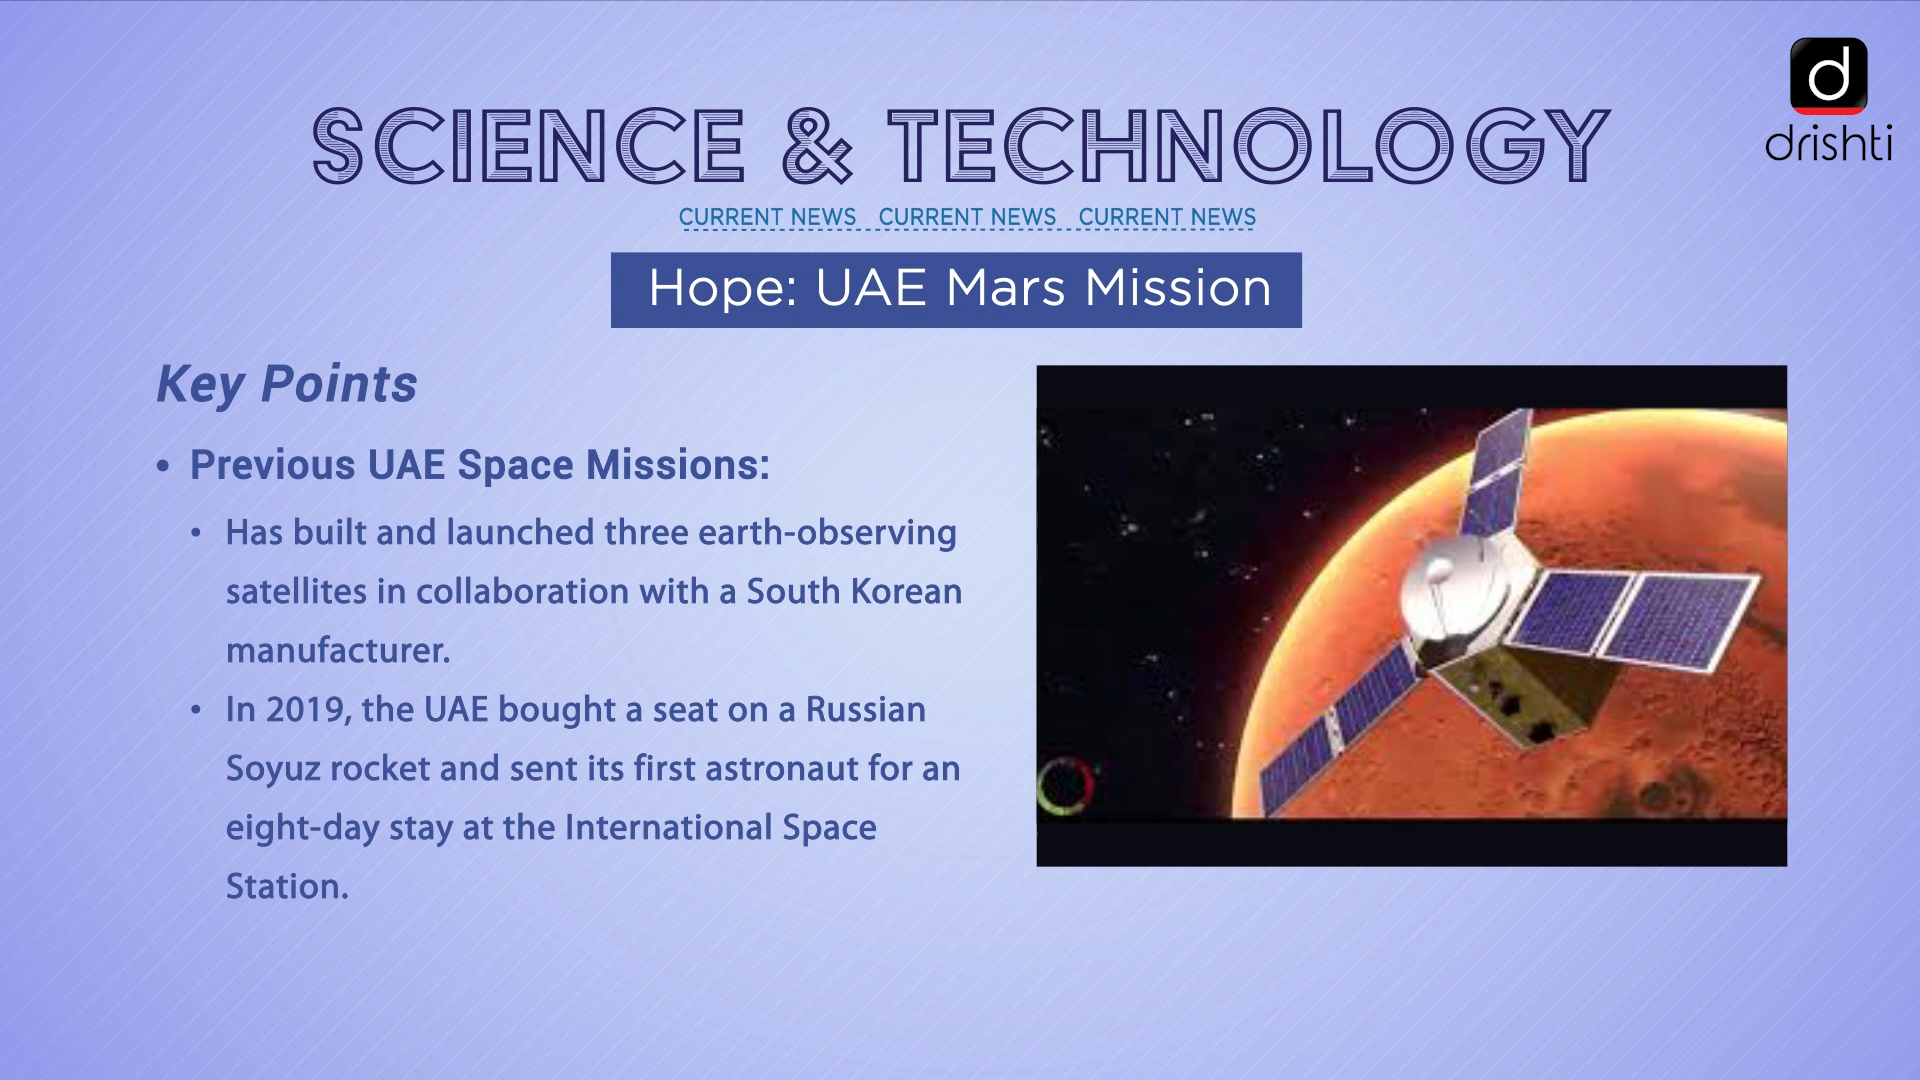 d
drishti
SCIENCE & TECHNOLOGY
CURRENT NEWS CURRENT NEWS CURRENT NEWS
Hope: UAE Mars Mission
Key Points
• Previous UAE Space Missions:
• Has built and launched three earth-observing
satellites in collaboration with a South Korean
manufacturer.
• In 2019, the UAE bought a seat on a Russian
Soyuz rocket and sent its first astronaut for an
eight-day stay at the International Space
Station.